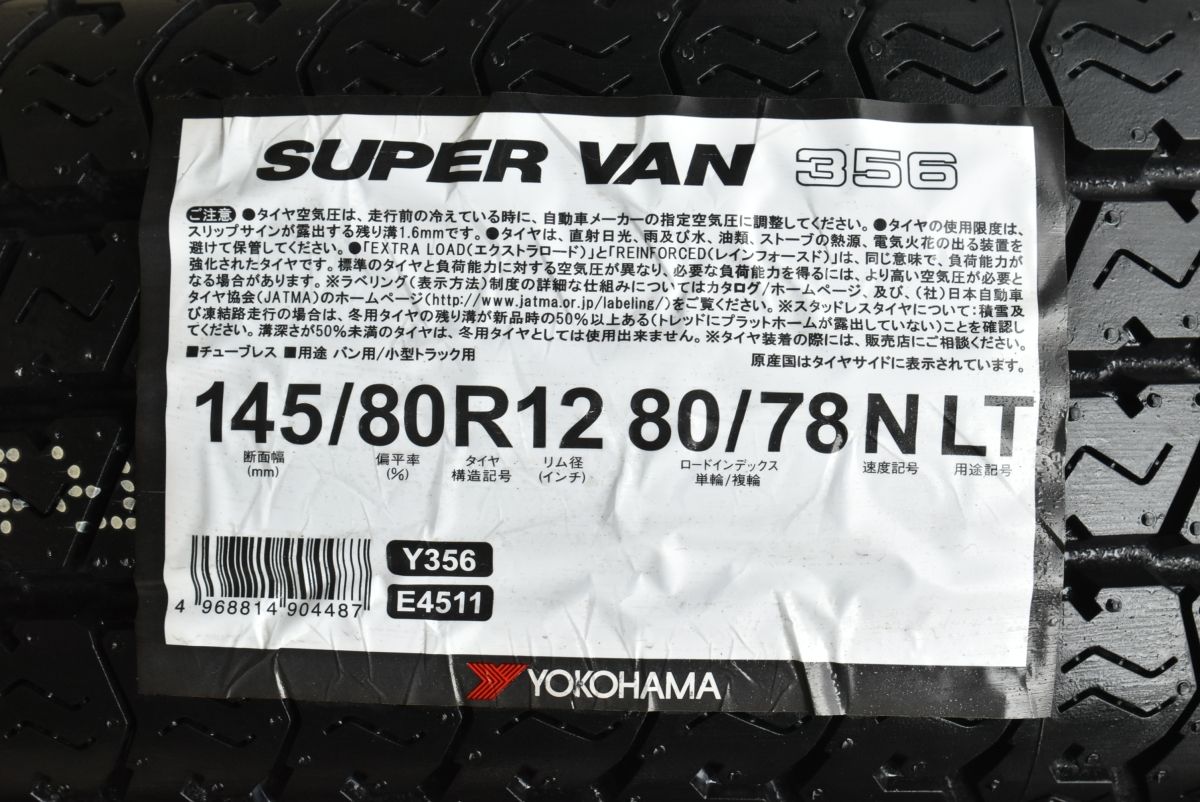 SUPER VAN 356
ご注意 ●タイヤ空気圧は、走行前の冷えている時に、自動車メーカーの指定空気圧に調整してください。●タイヤの使用限度は、
スリップサインが露出する残り溝1.6mmです。●タイヤは、直射日光、雨及び水、油類、ストーブの熱源、電気火花の出る装置を
避けて保管してください。●「EXTRA LOAD(エクストラロード)」と「REINFORCED(レインフォースド)」は、同じ意味で、負荷能力が
強化されたタイヤです。標準のタイヤと負荷能力に対する空気圧が異なり、必要な負荷能力を得るには、より高い空気圧が必要と
なる場合があります。※ラベリング(表示方法)制度の詳細な仕組みについてはカタログ/ホームページ、及び、(社)日本自動車
タイヤ協会(JATMA)のホームページ(http://www.jatma.or.jp/labeling/)をご覧ください。※スタッドレスタイヤについて:積雪及
び凍結路走行の場合は、冬用タイヤの残り溝が新品時の50%以上ある(トレッドにプラットホームが露出していない)ことを確認し
てください。溝深さが50%未満のタイヤは、冬用タイヤとしては使用出来ません。※タイヤ装着の際には、販売店にご相談ください。
■チューブレス ■用途 バン用/小型トラック用 原産国はタイヤサイドに表示されています。
145/80R12 80/78N LT
断面幅 偏平率 タイヤ リム径 ロードインデックス 速度記号 用途記号
(mm) (%) 構造記号 (インチ) 単輪/複輪
Y356
E4511
4 968814 904487
YOKOHAMA